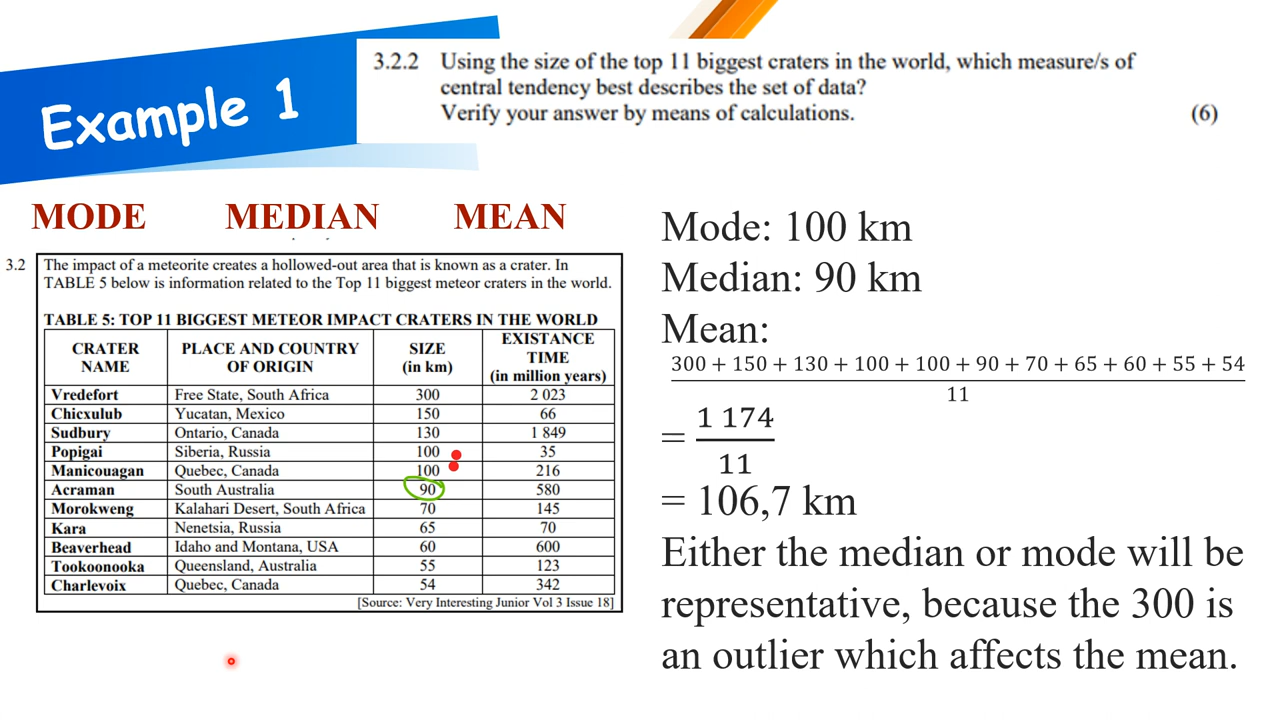 Example 1
3.2.2 Using the size of the top 11 biggest craters in the world, which measure/s of
central tendency best describes the set of data?
Verify your answer by means of calculations. (6)
MODE MEDIAN MEAN
3.2 The impact of a meteorite creates a hollowed-out area that is known as a crater. In
TABLE 5 below is information related to the Top 11 biggest meteor craters in the world.
TABLE 5: TOP 11 BIGGEST METEOR IMPACT CRATERS IN THE WORLD
CRATER NAME PLACE AND COUNTRY OF ORIGIN SIZE (in km) EXISTANCE TIME (in million years)
Vredefort Free State, South Africa 300 2 023
Chicxulub Yucatan, Mexico 150 66
Sudbury Ontario, Canada 130 1 849
Popigai Siberia, Russia 100 35
Manicouagan Quebec, Canada 100 216
Acraman South Australia 90 580
Morokweng Kalahari Desert, South Africa 70 145
Kara Nenetsia, Russia 65 70
Beaverhead Idaho and Montana, USA 60 600
Tookoonooka Queensland, Australia 55 123
Charlevoix Quebec, Canada 54 342
[Source: Very Interesting Junior Vol 3 Issue 18]
Mode: 100 km
Median: 90 km
Mean:
300 + 150 + 130 + 100 + 100 + 90 + 70 + 65 + 60 + 55 + 54
11
= 1 174
11
= 106,7 km
Either the median or mode will be
representative, because the 300 is
an outlier which affects the mean.